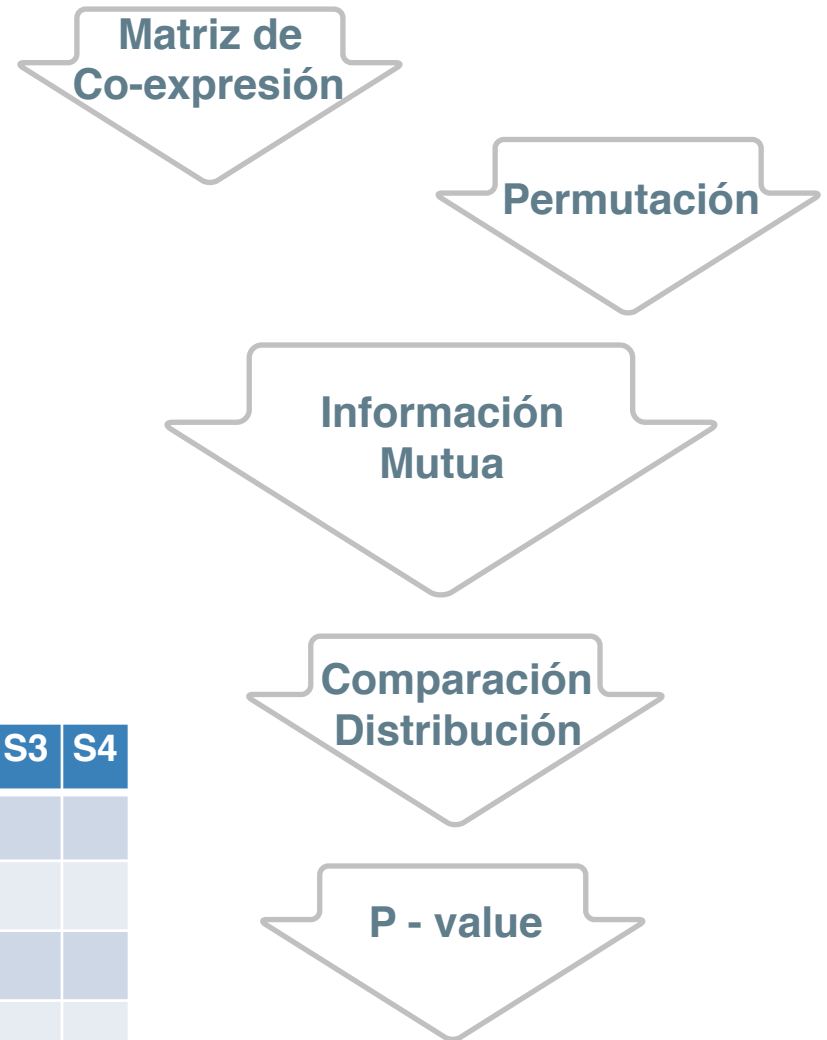 Matriz de
Co-expresión
Permutación
Información
Mutua
Comparación
Distribución
S3 S4
P - value